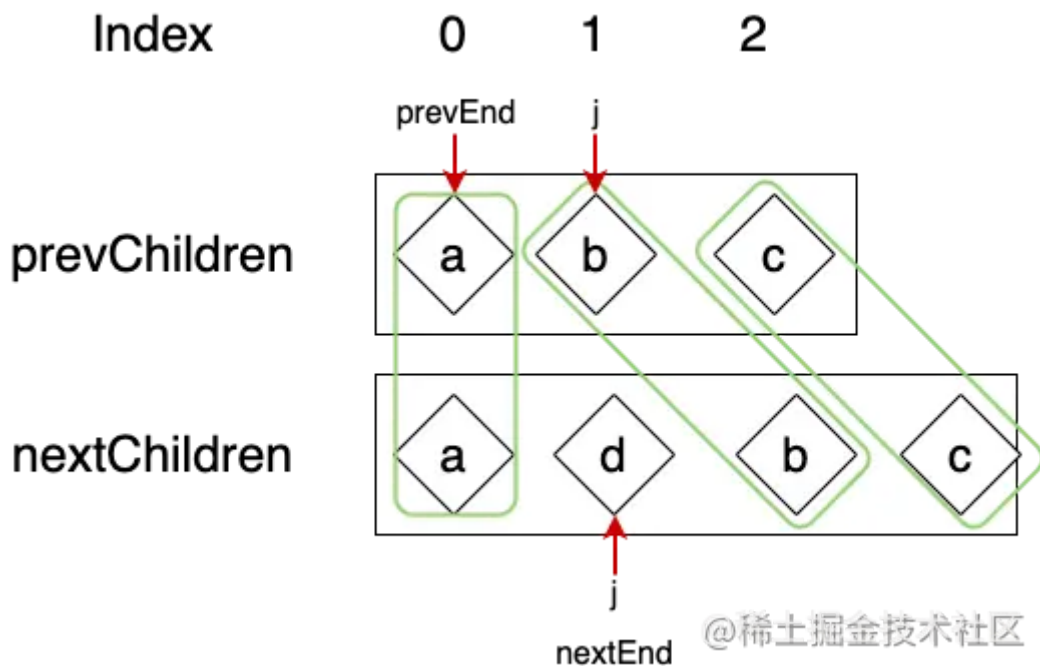 Index 0 1 2
prevEnd j
prevChildren a b c
nextChildren a d b c
j
nextEnd
@稀土掘金技术社区